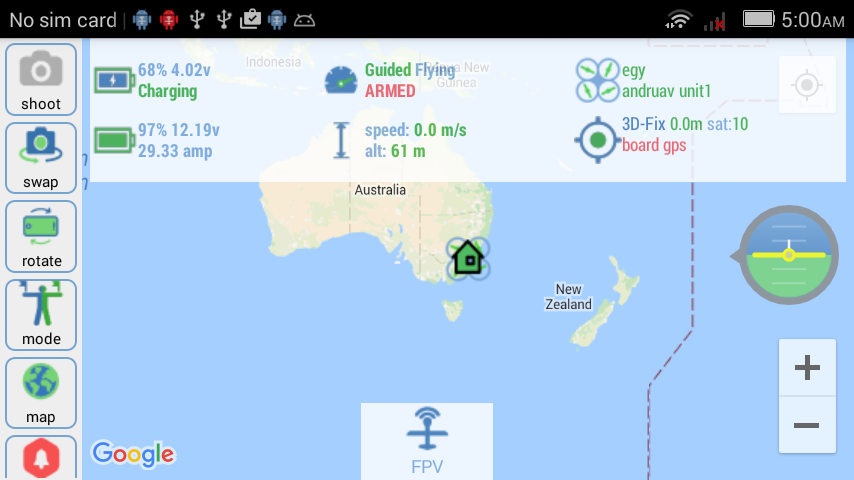 No sim card
5:00AM
shoot
swap
rotate
mode
map
68% 4.02v
Charging
97% 12.19v
29.33 amp
Guided Flying
ARMED
speed: 0.0 m/s
alt: 61 m
egy
andruav unit1
3D-Fix 0.0m sat:10
board gps
Indonesia
Papua New
Guinea
Australia
New
Zealand
+
−
Google
FPV